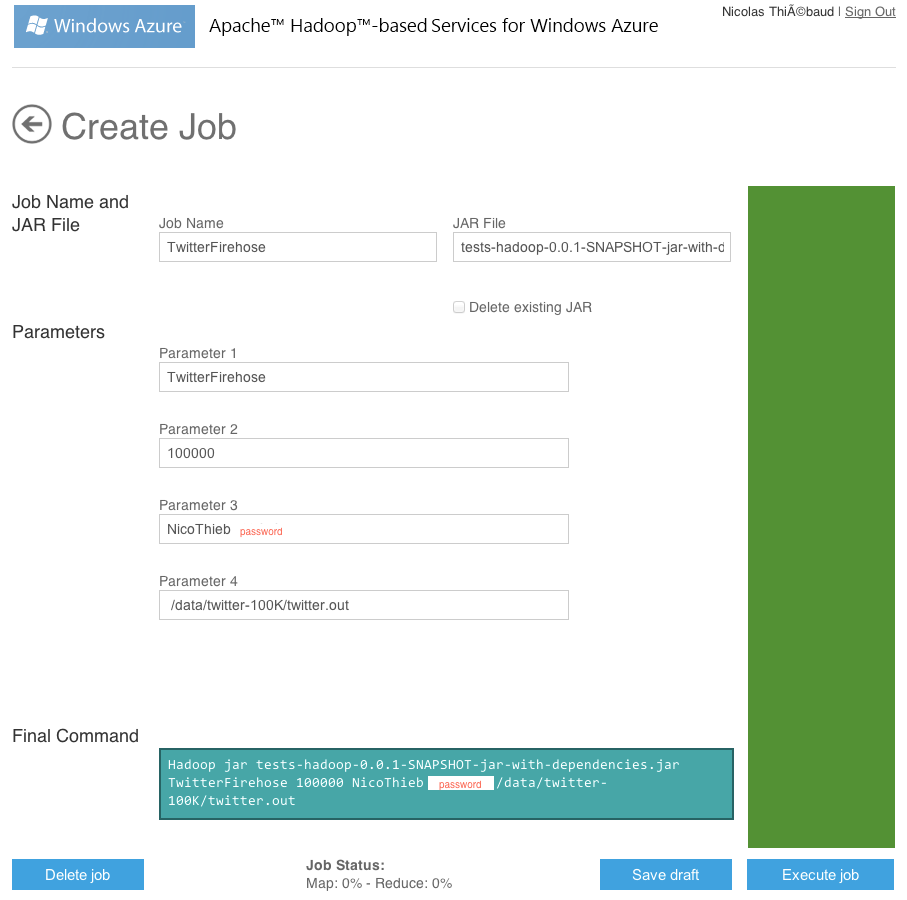 Windows Azure
Apache™ Hadoop™-based Services for Windows Azure
Nicolas ThiÃ©baud | Sign Out
Create Job
Job Name and
JAR File
Job Name
JAR File
TwitterFirehose
tests-hadoop-0.0.1-SNAPSHOT-jar-with-d
Delete existing JAR
Parameters
Parameter 1
TwitterFirehose
Parameter 2
100000
Parameter 3
NicoThieb password
Parameter 4
/data/twitter-100K/twitter.out
Final Command
Hadoop jar tests-hadoop-0.0.1-SNAPSHOT-jar-with-dependencies.jar
TwitterFirehose 100000 NicoThieb password /data/twitter-
100K/twitter.out
Delete job
Job Status:
Map: 0% - Reduce: 0%
Save draft
Execute job